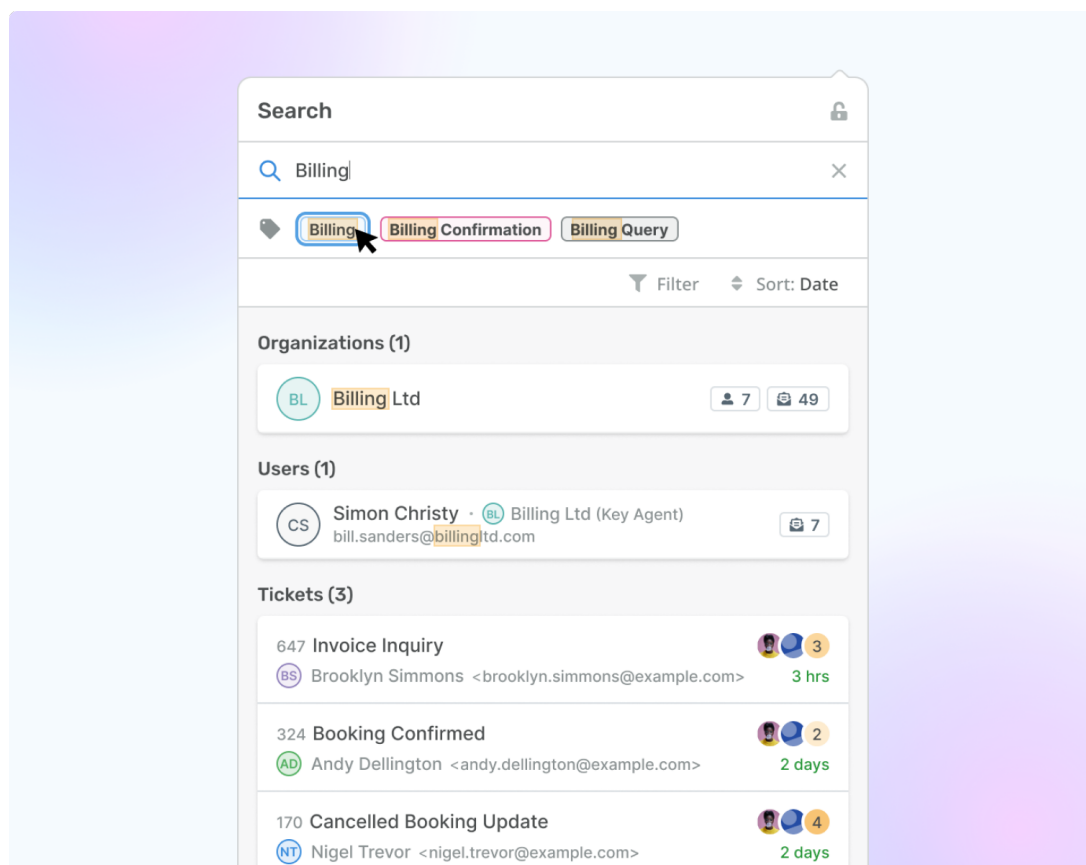 Search
Billing
Billing Billing Confirmation Billing Query
Filter Sort: Date
Organizations (1)
BL Billing Ltd 7 49
Users (1)
CS Simon Christy · BL Billing Ltd (Key Agent) 7
bill.sanders@billingltd.com
Tickets (3)
647 Invoice Inquiry 3
BS Brooklyn Simmons <brooklyn.simmons@example.com> 3 hrs
324 Booking Confirmed 2
AD Andy Dellington <andy.dellington@example.com> 2 days
170 Cancelled Booking Update 4
NT Nigel Trevor <nigel.trevor@example.com> 2 days